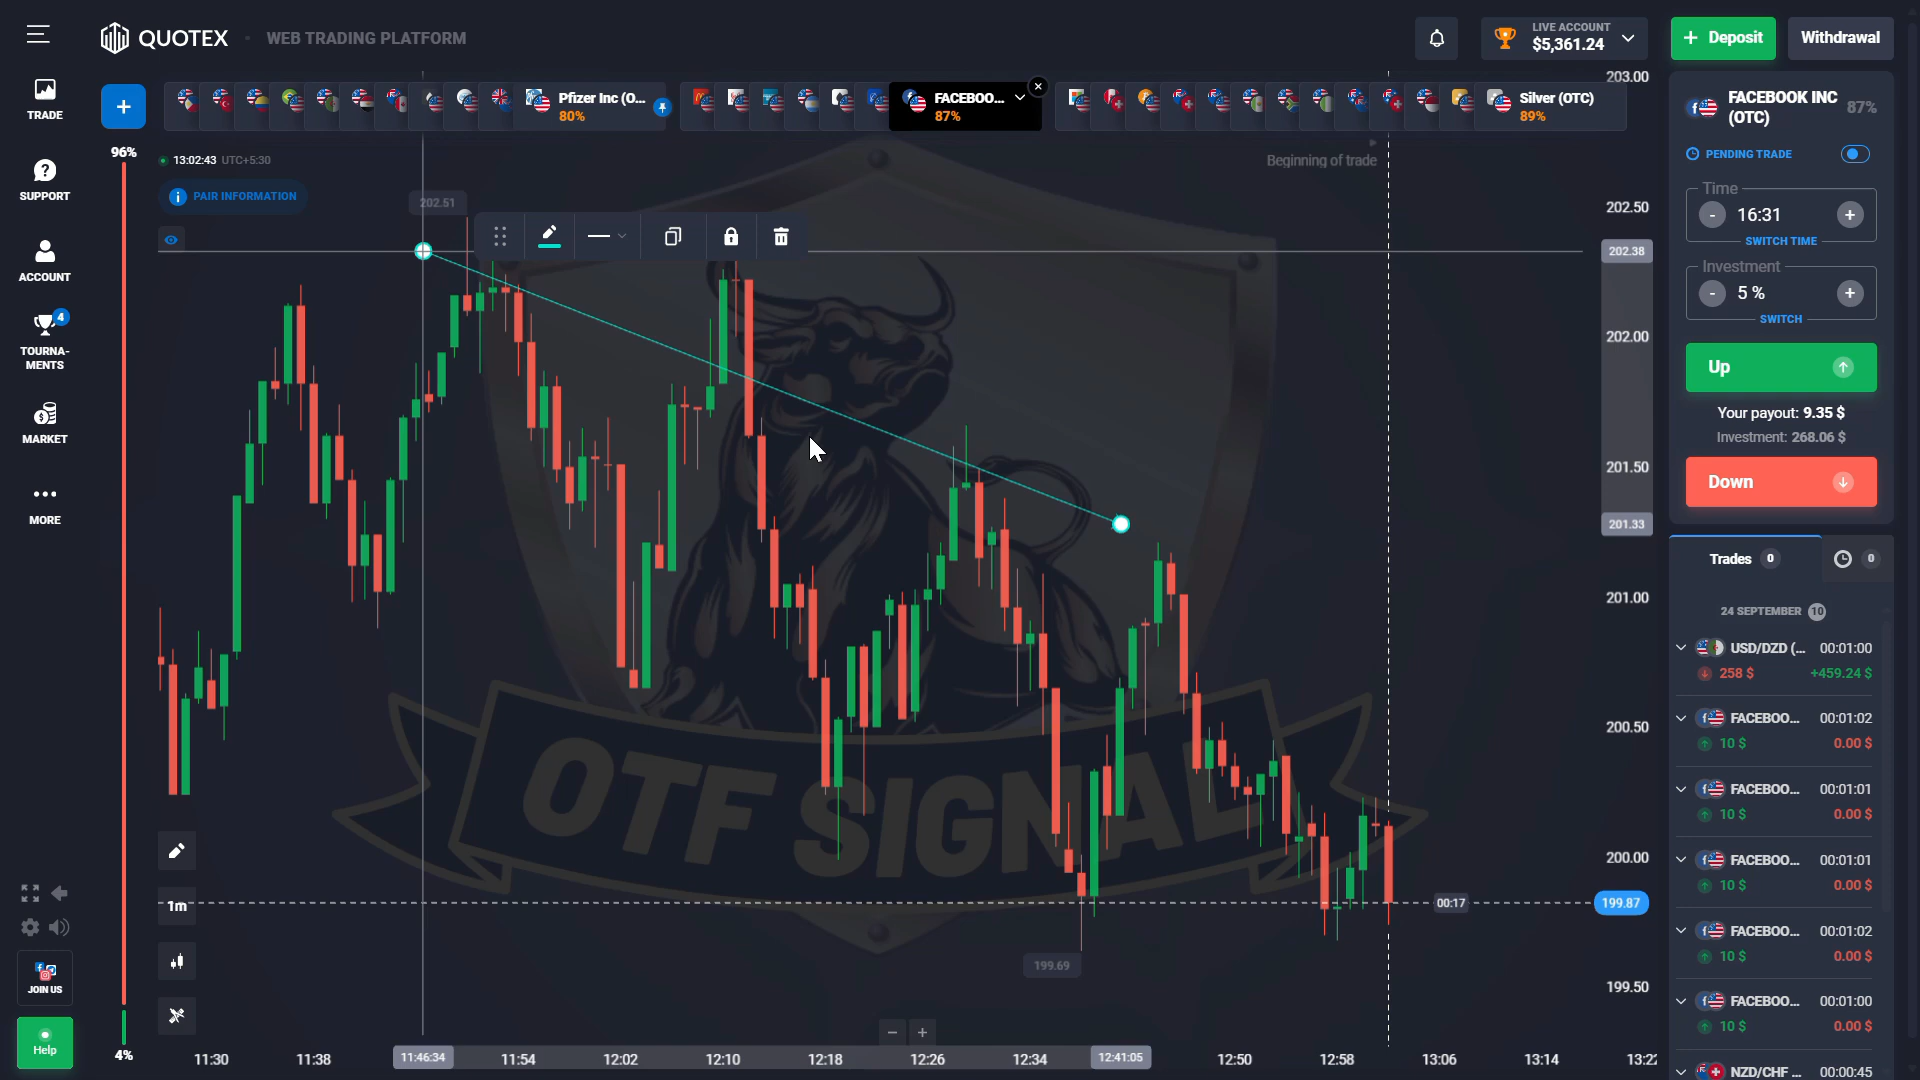 QUOTEX
WEB TRADING PLATFORM
LIVE ACCOUNT
$5,361.24
+ Deposit
Withdrawal
TRADE
SUPPORT
ACCOUNT
4
TOURNA-
MENTS
MARKET
MORE
JOIN US
Help
+
Pfizer Inc (O...
80%
FACEBOO...
87%
Silver (OTC)
89%
96%
4%
13:02:43 UTC+5:30
PAIR INFORMATION
Beginning of trade
202.51
199.69
OTF SIGNAL
1m
00:17
203.00
202.50
202.38
202.00
201.50
201.33
201.00
200.50
200.00
199.87
199.50
11:30
11:38
11:46:34
11:54
12:02
12:10
12:18
12:26
12:34
12:41:05
12:50
12:58
13:06
13:14
13:22
FACEBOOK INC
(OTC)
87%
PENDING TRADE
Time
- 16:31 +
SWITCH TIME
Investment
- 5 % +
SWITCH
Up
Your payout: 9.35 $
Investment: 268.06 $
Down
Trades 0
0
24 SEPTEMBER 10
USD/DZD (... 00:01:00
258 $ +459.24 $
FACEBOO... 00:01:02
10 $ 0.00 $
FACEBOO... 00:01:01
10 $ 0.00 $
FACEBOO... 00:01:01
10 $ 0.00 $
FACEBOO... 00:01:02
10 $ 0.00 $
FACEBOO... 00:01:00
10 $ 0.00 $
NZD/CHF ... 00:00:45